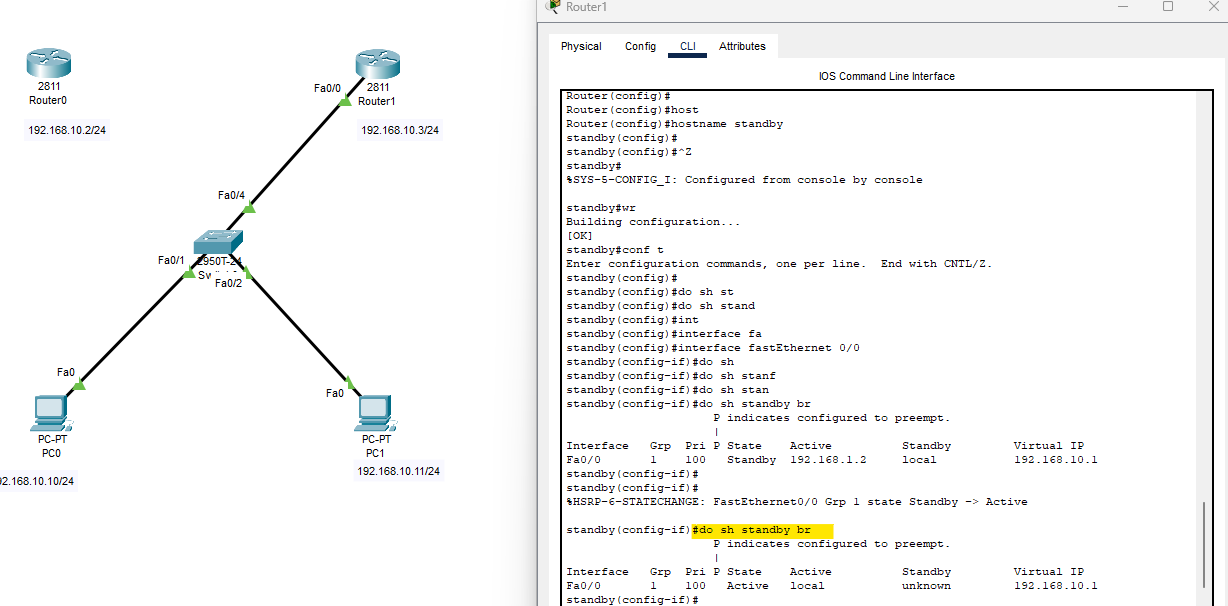 Router1
Physical Config CLI Attributes
IOS Command Line Interface
2811
Router0
192.168.10.2/24
Fa0/0
2811
Router1
192.168.10.3/24
Fa0/4
Fa0/1
2950T-24
Fa0/2
Fa0
PC-PT
PC0
2.168.10.10/24
Fa0
PC-PT
PC1
192.168.10.11/24
Router(config)#
Router(config)#host
Router(config)#hostname standby
standby(config)#
standby(config)#^Z
standby#
%SYS-5-CONFIG_I: Configured from console by console
standby#wr
Building configuration...
[OK]
standby#conf t
Enter configuration commands, one per line.  End with CNTL/Z.
standby(config)#
standby(config)#do sh st
standby(config)#do sh stand
standby(config)#int
standby(config)#interface fa
standby(config)#interface fastEthernet 0/0
standby(config-if)#do sh
standby(config-if)#do sh stanf
standby(config-if)#do sh stan
standby(config-if)#do sh standby br
P indicates configured to preempt.
|
Interface   Grp  Pri P State   Active          Standby         Virtual IP
Fa0/0       1    100   Standby 192.168.1.2     local           192.168.10.1
standby(config-if)#
standby(config-if)#
%HSRP-6-STATECHANGE: FastEthernet0/0 Grp 1 state Standby -> Active
standby(config-if)#do sh standby br
P indicates configured to preempt.
|
Interface   Grp  Pri P State   Active          Standby         Virtual IP
Fa0/0       1    100   Active  local           unknown         192.168.10.1
standby(config-if)#